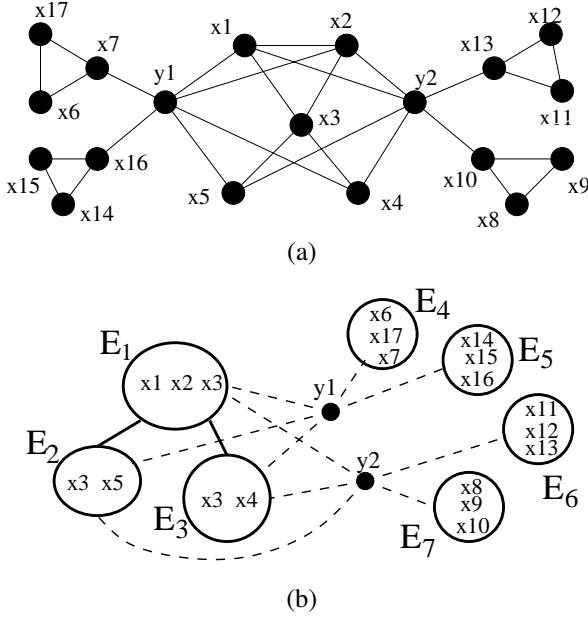 x17
x7
x6
x15
x16
x14
y1
x1
x2
x3
x5
x4
y2
x12
x13
x11
x10
x9
x8
(a)
E1
x1 x2 x3
E2
x3 x5
E3
x3 x4
y1
y2
E4
x6
x17
x7
E5
x14
x15
x16
E6
x11
x12
x13
E7
x8
x9
x10
(b)